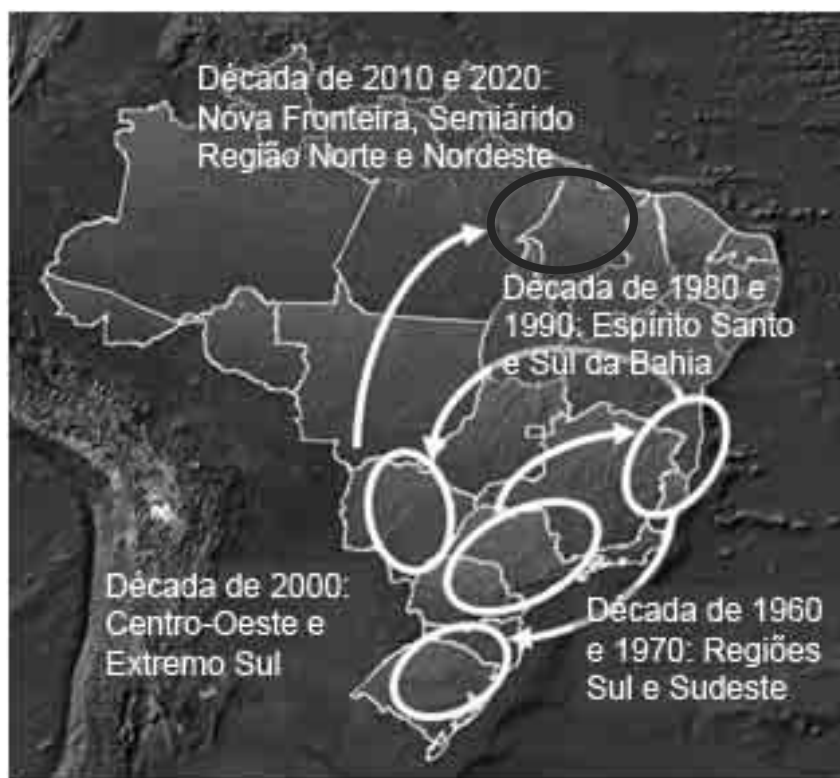 Década de 2010 e 2020:
Nova Fronteira, Semiárido
Região Norte e Nordeste
Década de 1980 e
1990: Espírito Santo
e Sul da Bahia
Década de 2000:
Centro-Oeste e
Extremo Sul
Década de 1960
e 1970: Regiões
Sul e Sudeste